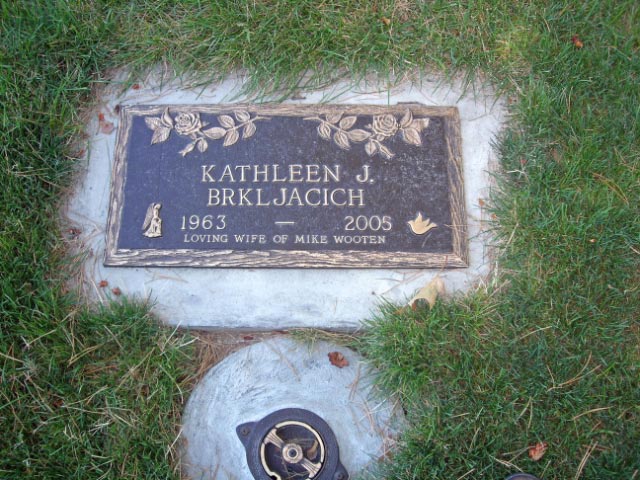 KATHLEEN J.
BRKLJACICH
1963 — 2005
LOVING WIFE OF MIKE WOOTEN